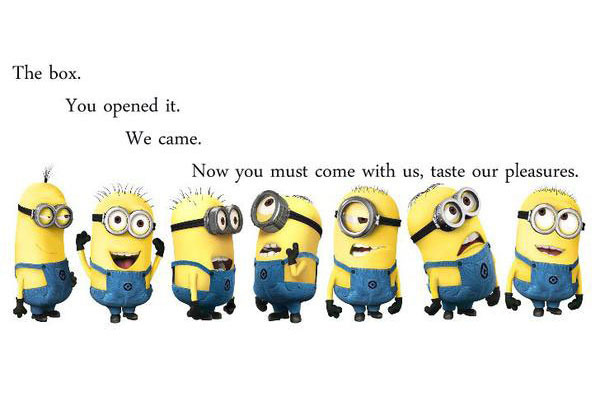 The box.
You opened it.
We came.
Now you must come with us, taste our pleasures.